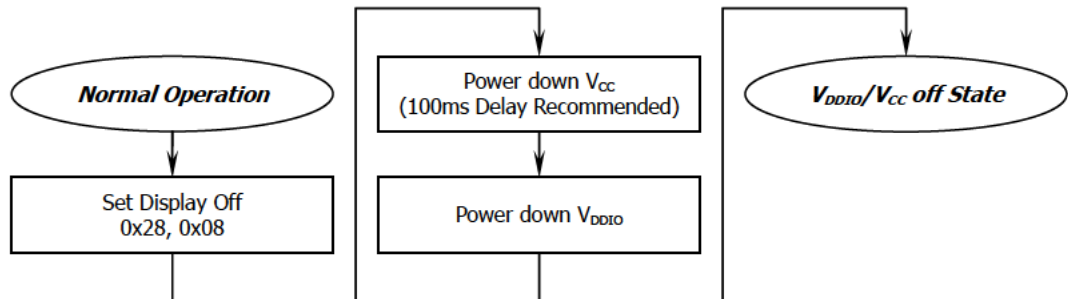 Normal Operation
Set Display Off
0x28, 0x08
Power down VCC
(100ms Delay Recommended)
Power down VDDIO
VDDIO/VCC off State